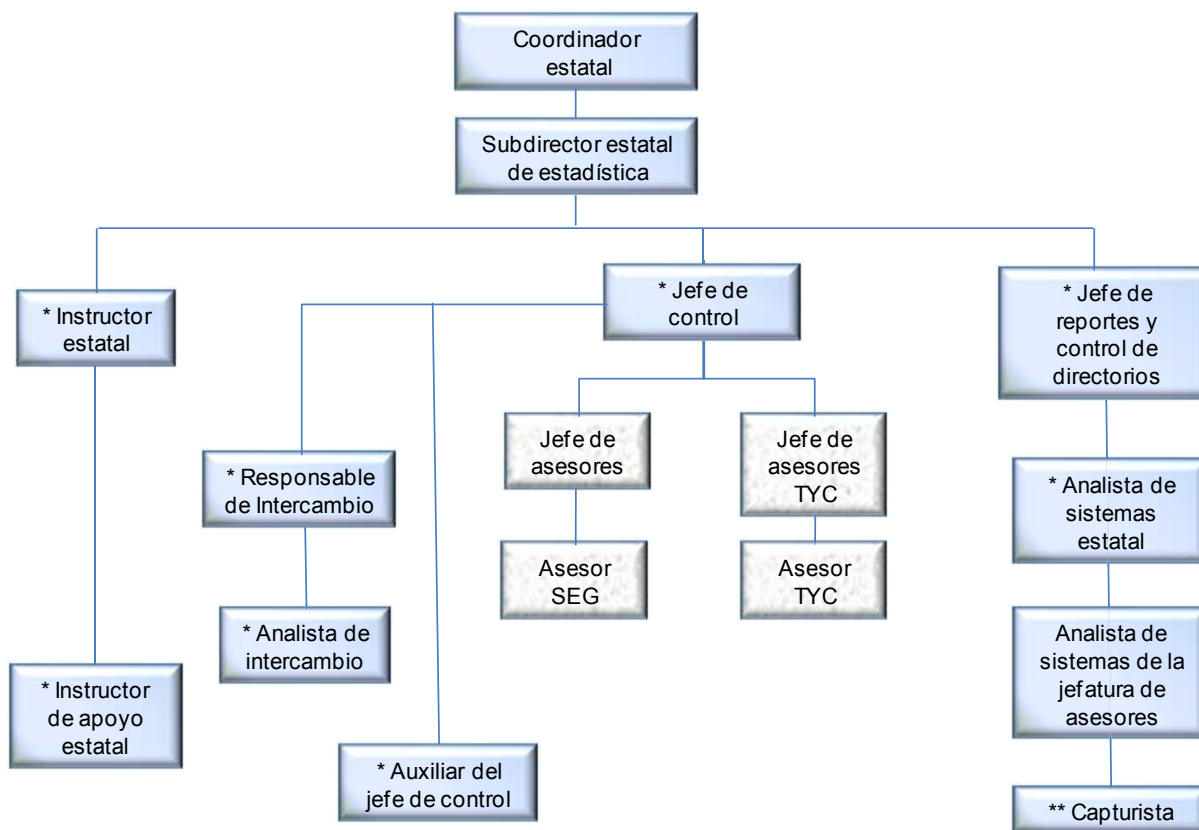 Coordinador
estatal
Subdirector estatal
de estadística
* Instructor
estatal
* Jefe de
control
* Jefe de
reportes y
control de
directorios
* Responsable
de Intercambio
Jefe de
asesores
Jefe de
asesores
TYC
* Analista de
sistemas
estatal
Asesor
SEG
Asesor
TYC
* Analista de
intercambio
Analista de
sistemas de la
jefatura de
asesores
* Instructor
de apoyo
estatal
* Auxiliar del
jefe de control
** Capturista